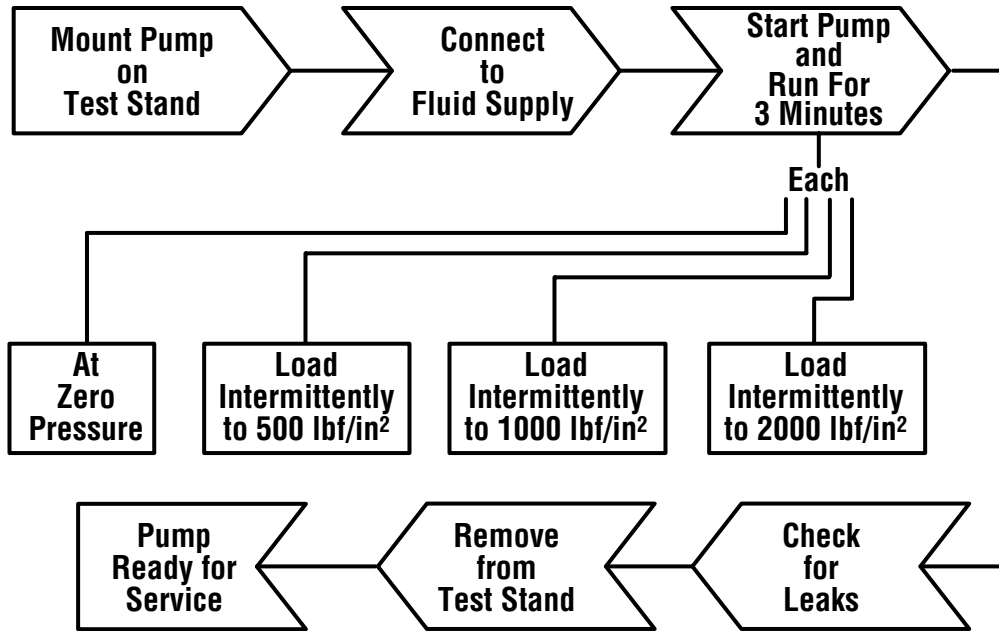 Mount Pump
on
Test Stand
Connect
to
Fluid Supply
Start Pump
and
Run For
3 Minutes
Each
At
Zero
Pressure
Load
Intermittently
to 500 lbf/in²
Load
Intermittently
to 1000 lbf/in²
Load
Intermittently
to 2000 lbf/in²
Check
for
Leaks
Remove
from
Test Stand
Pump
Ready for
Service